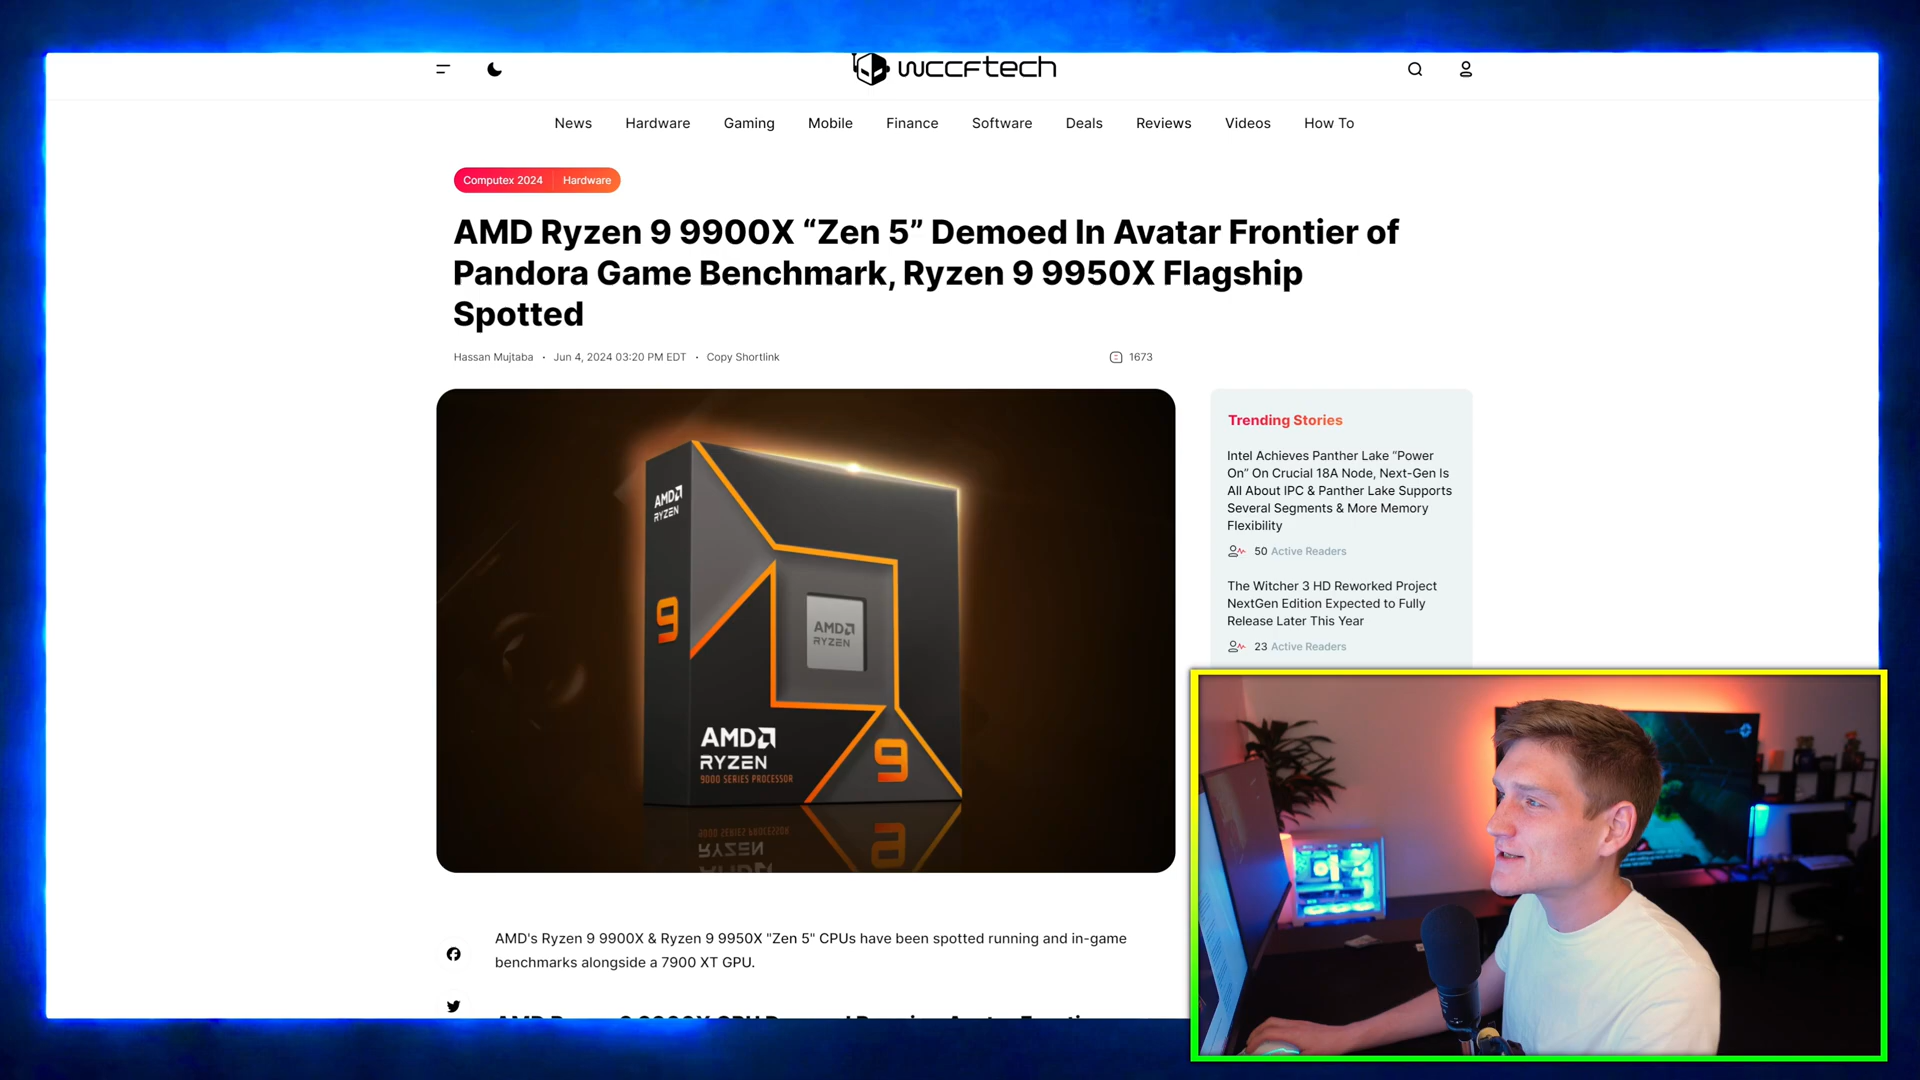 wccftech
News Hardware Gaming Mobile Finance Software Deals Reviews Videos How To
Computex 2024 Hardware
AMD Ryzen 9 9900X “Zen 5” Demoed In Avatar Frontier of
Pandora Game Benchmark, Ryzen 9 9950X Flagship
Spotted
Hassan Mujtaba • Jun 4, 2024 03:20 PM EDT • Copy Shortlink
1673
AMD
RYZEN
9
AMD
RYZEN
AMD
RYZEN
9000 SERIES PROCESSOR
9
Trending Stories
Intel Achieves Panther Lake “Power
On” On Crucial 18A Node, Next-Gen Is
All About IPC & Panther Lake Supports
Several Segments & More Memory
Flexibility
50 Active Readers
The Witcher 3 HD Reworked Project
NextGen Edition Expected to Fully
Release Later This Year
23 Active Readers
AMD's Ryzen 9 9900X & Ryzen 9 9950X "Zen 5" CPUs have been spotted running and in-game
benchmarks alongside a 7900 XT GPU.